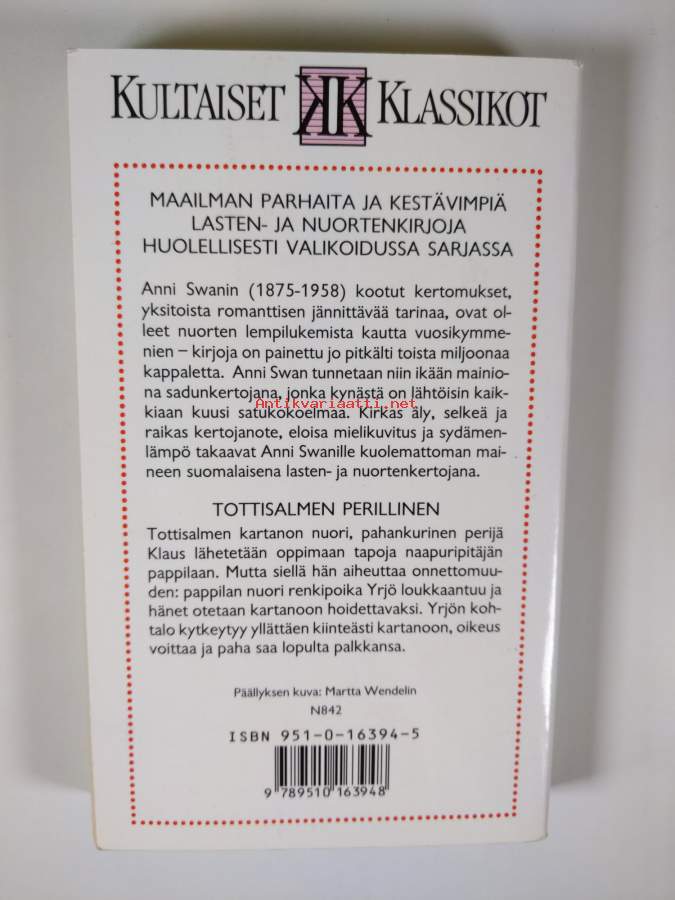 KULTAISET KK KLASSIKOT
MAAILMAN PARHAITA JA KESTÄVIMPIÄ
LASTEN- JA NUORTENKIRJOJA
HUOLELLISESTI VALIKOIDUSSA SARJASSA
Anni Swanin (1875-1958) kootut kertomukset,
yksitoista romanttisen jännittävää tarinaa, ovat ol-
leet nuorten lempilukemista kautta vuosikymme-
nien – kirjoja on painettu jo pitkälti toista miljoonaa
kappaletta. Anni Swan tunnetaan niin ikään mainio-
na sadunkertojana, jonka kynästä on lähtöisin kaik-
kiaan kuusi satukokoelmaa. Kirkas äly, selkeä ja
Antikvariaatti.net
raikas kertojanote, eloisa mielikuvitus ja sydämen-
lämpö takaavat Anni Swanille kuolemattoman mai-
neen suomalaisena lasten- ja nuortenkertojana.
TOTTISALMEN PERILLINEN
Tottisalmen kartanon nuori, pahankurinen perijä
Klaus lähetetään oppimaan tapoja naapuripitäjän
pappilaan. Mutta siellä hän aiheuttaa onnettomuu-
den: pappilan nuori renkipoika Yrjö loukkaantuu ja
hänet otetaan kartanoon hoidettavaksi. Yrjön koh-
talo kytkeytyy yllättäen kiinteästi kartanoon, oikeus
voittaa ja paha saa lopulta palkkansa.
Päällyksen kuva: Martta Wendelin
N842
ISBN 951-0-16394-5
9 789510 163948